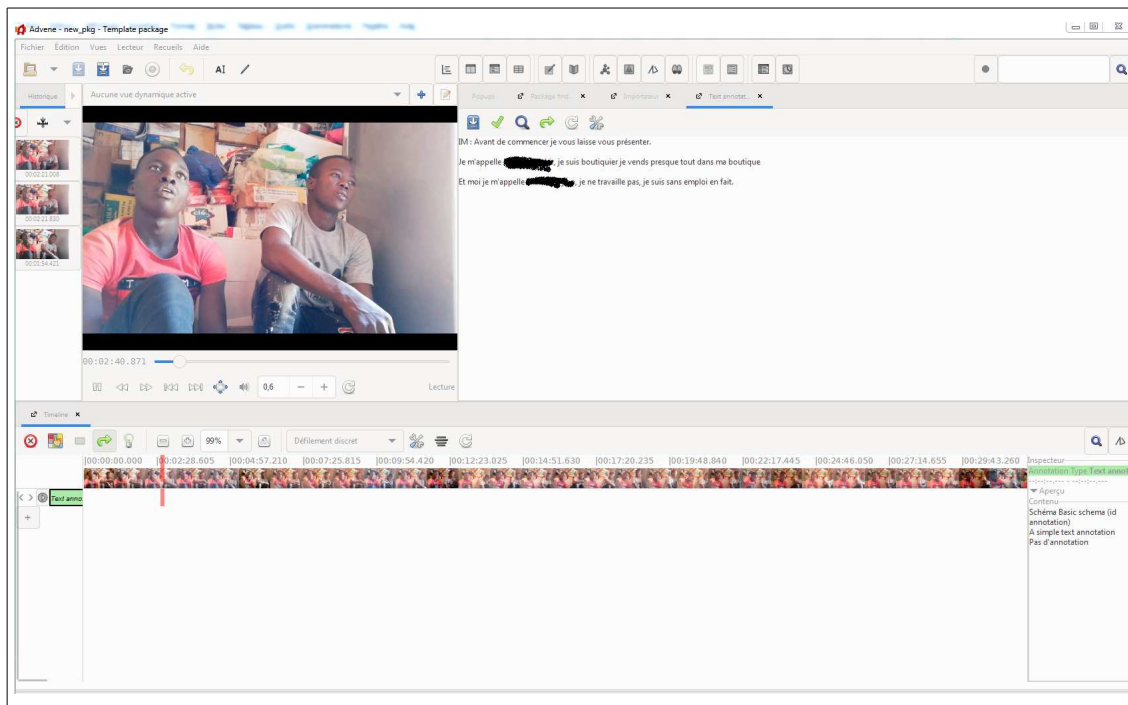 Advene - new_pkg - Template package
Fichier Edition Vues Lecteur Recueils Aide
AI
Historique
Aucune vue dynamique active
Popups
Package find...
Importateur
Text annotat...
IM : Avant de commencer je vous laisse vous présenter.
Je m'appelle , je suis boutiquier je vends presque tout dans ma boutique
Et moi je m'appelle , je ne travaille pas, je suis sans emploi en fait.
00:02:21.008
00:02:21.830
00:01:54.421
00:02:40.871
0,6
Lecture
Timeline
99%
Défilement discret
00:00:00.000 00:02:28.605 00:04:57.210 00:07:25.815 00:09:54.420 00:12:23.025 00:14:51.630 00:17:20.235 00:19:48.840 00:22:17.445 00:24:46.050 00:27:14.655 00:29:43.260
Text anno
Inspecteur
Annotation Type Text annot
--:--:--.--- - --:--:--.---
Aperçu
Contenu
Schéma Basic schema (id
annotation)
A simple text annotation
Pas d'annotation